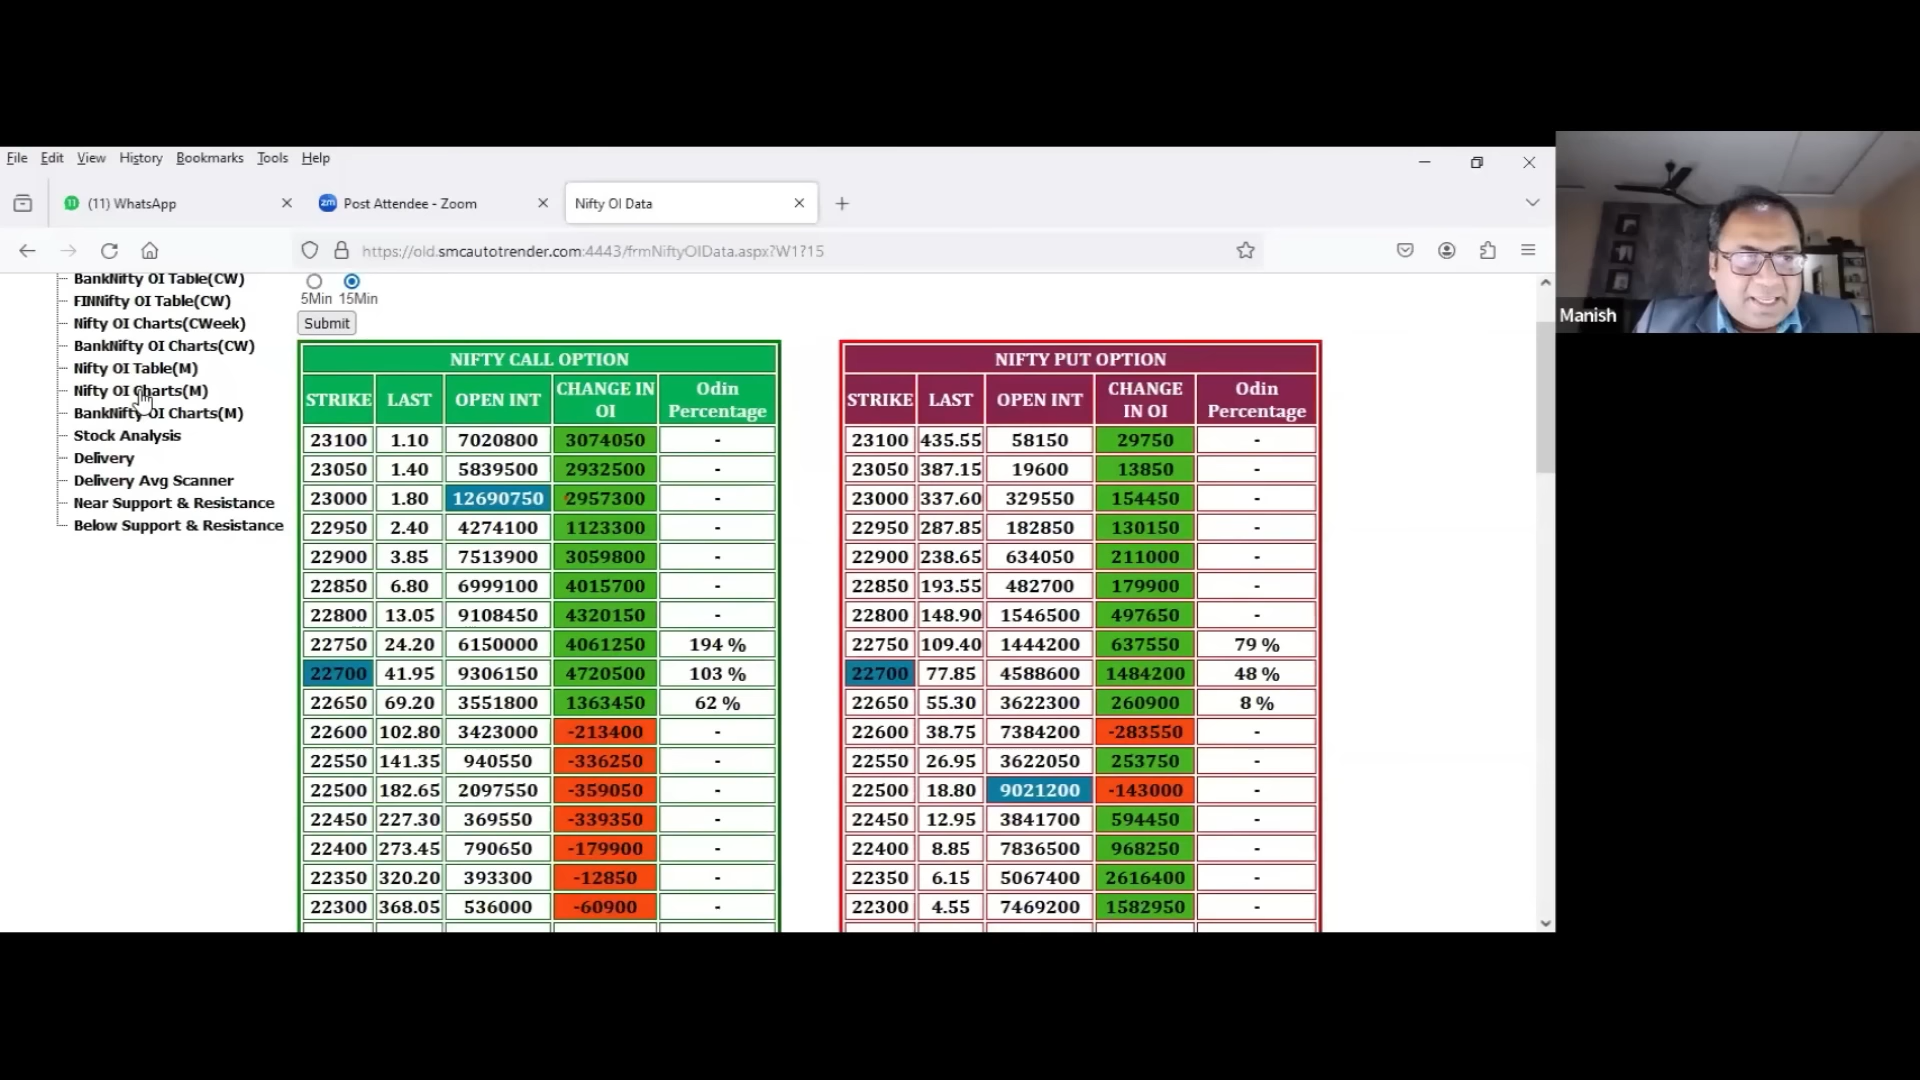 File Edit View History Bookmarks Tools Help
(11) WhatsApp
Post Attendee - Zoom
Nifty OI Data
https://old.smcautotrender.com:4443/frmNiftyOIData.aspx?W1?15
BankNifty OI Table(CW)
FINNifty OI Table(CW)
Nifty OI Charts(CWeek)
BankNifty OI Charts(CW)
Nifty OI Table(M)
Nifty OI Charts(M)
BankNifty OI Charts(M)
Stock Analysis
Delivery
Delivery Avg Scanner
Near Support & Resistance
Below Support & Resistance
5Min 15Min
Submit
NIFTY CALL OPTION
STRIKE LAST OPEN INT CHANGE IN OI Odin Percentage
23100 1.10 7020800 3074050 -
23050 1.40 5839500 2932500 -
23000 1.80 12690750 2957300 -
22950 2.40 4274100 1123300 -
22900 3.85 7513900 3059800 -
22850 6.80 6999100 4015700 -
22800 13.05 9108450 4320150 -
22750 24.20 6150000 4061250 194 %
22700 41.95 9306150 4720500 103 %
22650 69.20 3551800 1363450 62 %
22600 102.80 3423000 -213400 -
22550 141.35 940550 -336250 -
22500 182.65 2097550 -359050 -
22450 227.30 369550 -339350 -
22400 273.45 790650 -179900 -
22350 320.20 393300 -12850 -
22300 368.05 536000 -60900 -
NIFTY PUT OPTION
STRIKE LAST OPEN INT CHANGE IN OI Odin Percentage
23100 435.55 58150 29750 -
23050 387.15 19600 13850 -
23000 337.60 329550 154450 -
22950 287.85 182850 130150 -
22900 238.65 634050 211000 -
22850 193.55 482700 179900 -
22800 148.90 1546500 497650 -
22750 109.40 1444200 637550 79 %
22700 77.85 4588600 1484200 48 %
22650 55.30 3622300 260900 8 %
22600 38.75 7384200 -283550 -
22550 26.95 3622050 253750 -
22500 18.80 9021200 -143000 -
22450 12.95 3841700 594450 -
22400 8.85 7836500 968250 -
22350 6.15 5067400 2616400 -
22300 4.55 7469200 1582950 -
Manish